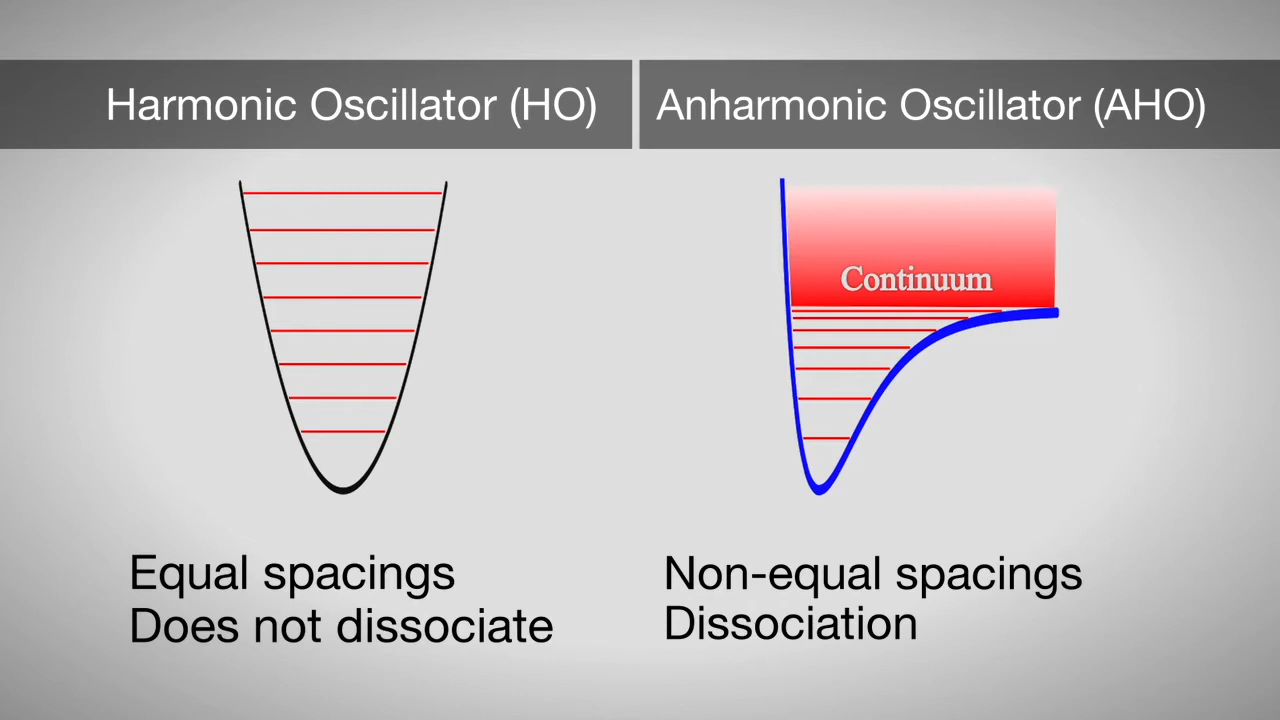 Harmonic Oscillator (HO)
Anharmonic Oscillator (AHO)
Continuum
Equal spacings
Does not dissociate
Non-equal spacings
Dissociation